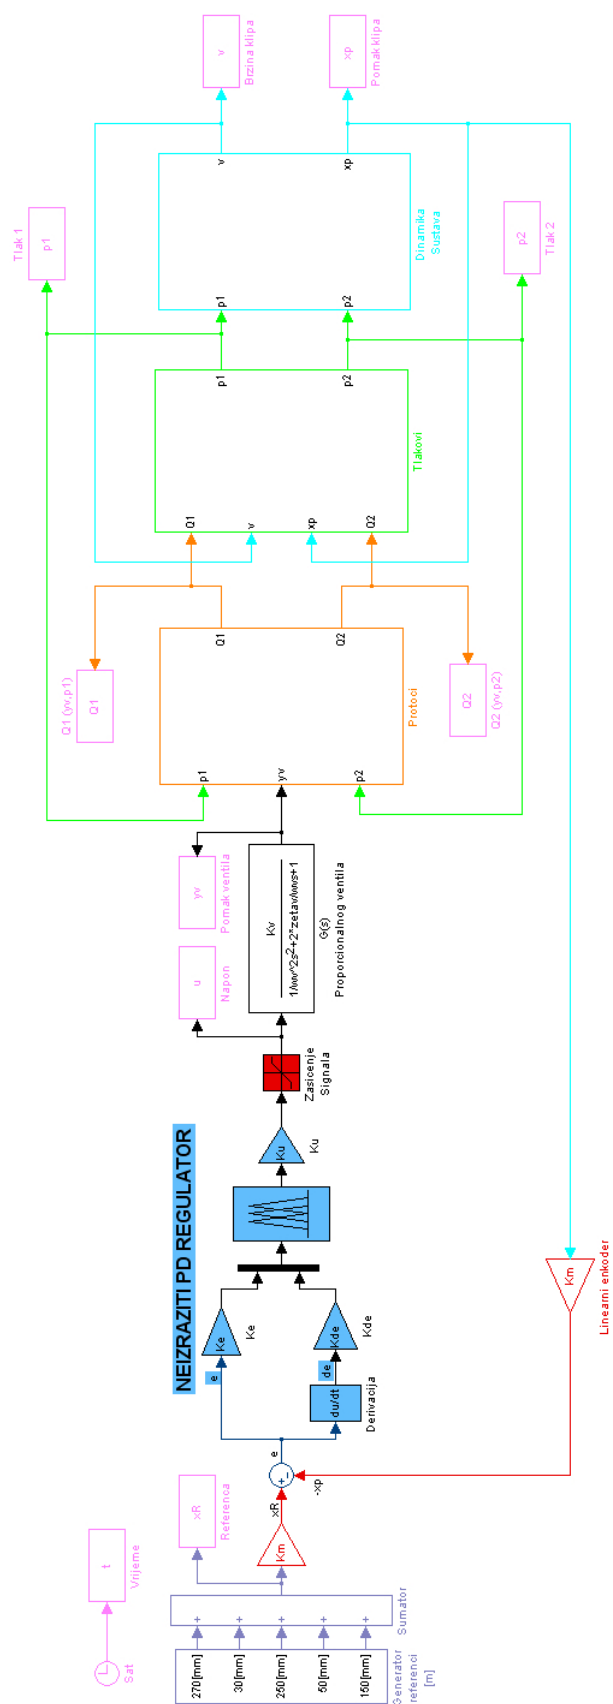 Sat
t
Vrijeme
270[mm]
30[mm]
250[mm]
50[mm]
150[mm]
Generator
referenci
[m]
+
+
+
+
+
Sumator
xR
Referenca
Km
xR
+
-
-xp
e
NEIZRAZITI PD REGULATOR
e
Ke
Ke
du/dt
Derivacija
de
Kde
Kde
Ku
Ku
Zasicenje
Signala
u
Napon
Kv
1/wv^2s²+2*zetav/wvs+1
G(s)
Proporcionalnog ventila
yv
Pomak ventila
p1
yv
p2
Q1
Q2
Protoci
Q1 (yv,p1)
Q1
Q2
Q2 (yv,p2)
Q1
v
xp
Q2
p1
p2
Tlakovi
Tlak 1
p1
p2
Tlak 2
p1
p2
v
xp
Dinamika
Sustava
v
Brzina klipa
xp
Pomak klipa
Km
Linearni enkoder